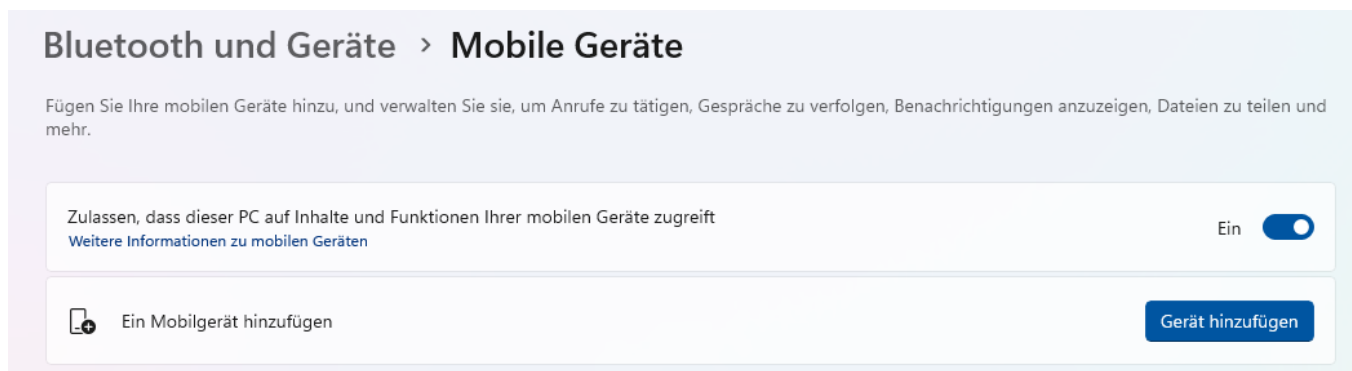 Bluetooth und Geräte > Mobile Geräte
Fügen Sie Ihre mobilen Geräte hinzu, und verwalten Sie sie, um Anrufe zu tätigen, Gespräche zu verfolgen, Benachrichtigungen anzuzeigen, Dateien zu teilen und
mehr.
Zulassen, dass dieser PC auf Inhalte und Funktionen Ihrer mobilen Geräte zugreift
Weitere Informationen zu mobilen Geräten
Ein
Ein Mobilgerät hinzufügen
Gerät hinzufügen